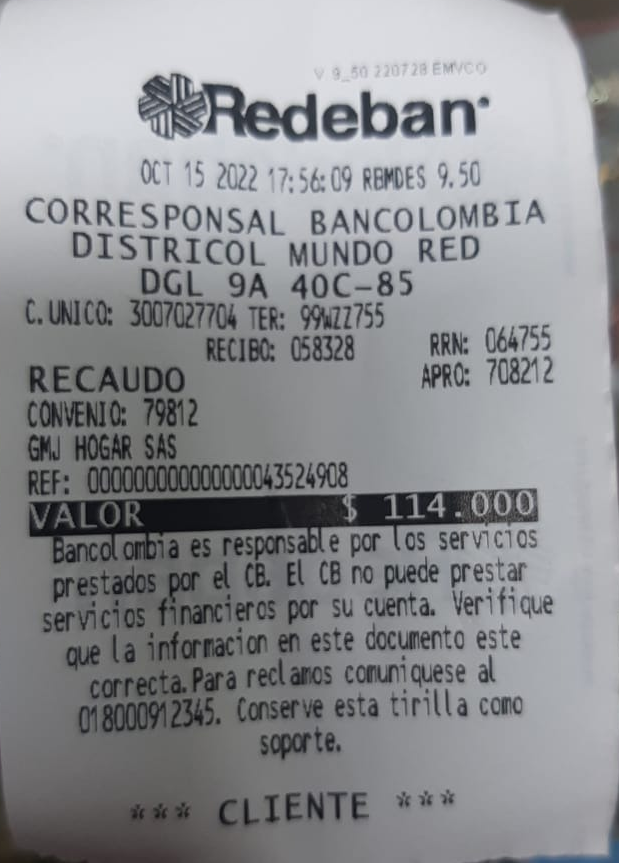 V 9_50 220728 EMVCO
Redeban
OCT 15 2022 17:56:09 RBMDES 9.50
CORRESPONSAL BANCOLOMBIA
DISTRICOL MUNDO RED
DGL 9A 40C-85
C. UNICO: 3007027704 TER: 99WZZ755
RECIBO: 058328 RRN: 064755
RECAUDO APRO: 708212
CONVENIO: 79812
GMJ HOGAR SAS
REF: 000000000000000043524908
VALOR $ 114.000
Bancolombia es responsable por los servicios
prestados por el CB. El CB no puede prestar
servicios financieros por su cuenta. Verifique
que la informacion en este documento este
correcta.Para reclamos comuniquese al
018000912345. Conserve esta tirilla como
soporte.
*** CLIENTE ***